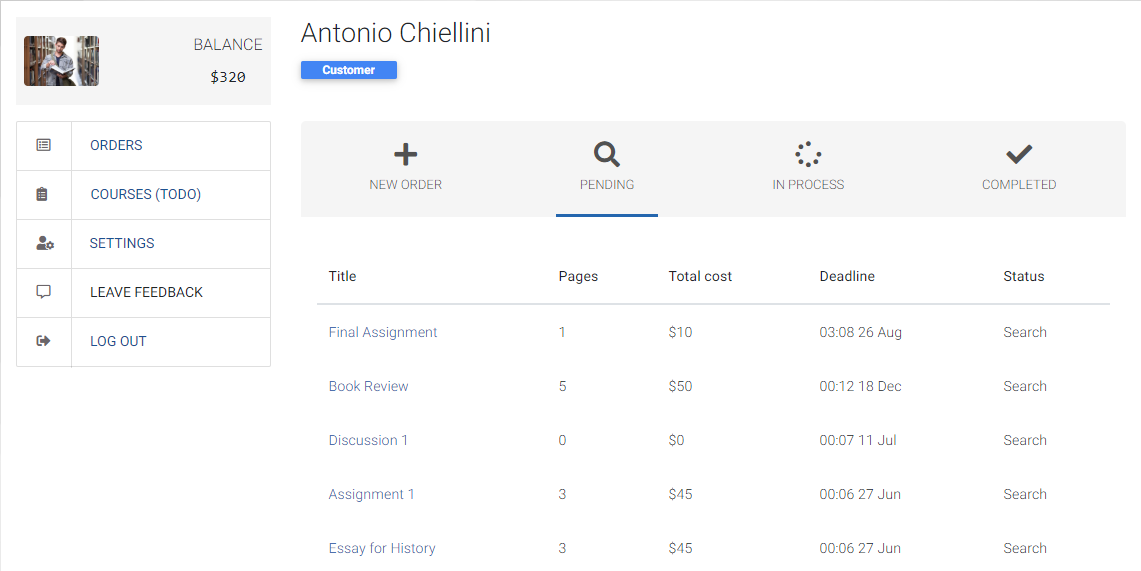 BALANCE
$320
ORDERS
COURSES (TODO)
SETTINGS
LEAVE FEEDBACK
LOG OUT
Antonio Chiellini
Customer
NEW ORDER PENDING IN PROCESS COMPLETED
Title Pages Total cost Deadline Status
Final Assignment 1 $10 03:08 26 Aug Search
Book Review 5 $50 00:12 18 Dec Search
Discussion 1 0 $0 00:07 11 Jul Search
Assignment 1 3 $45 00:06 27 Jun Search
Essay for History 3 $45 00:06 27 Jun Search